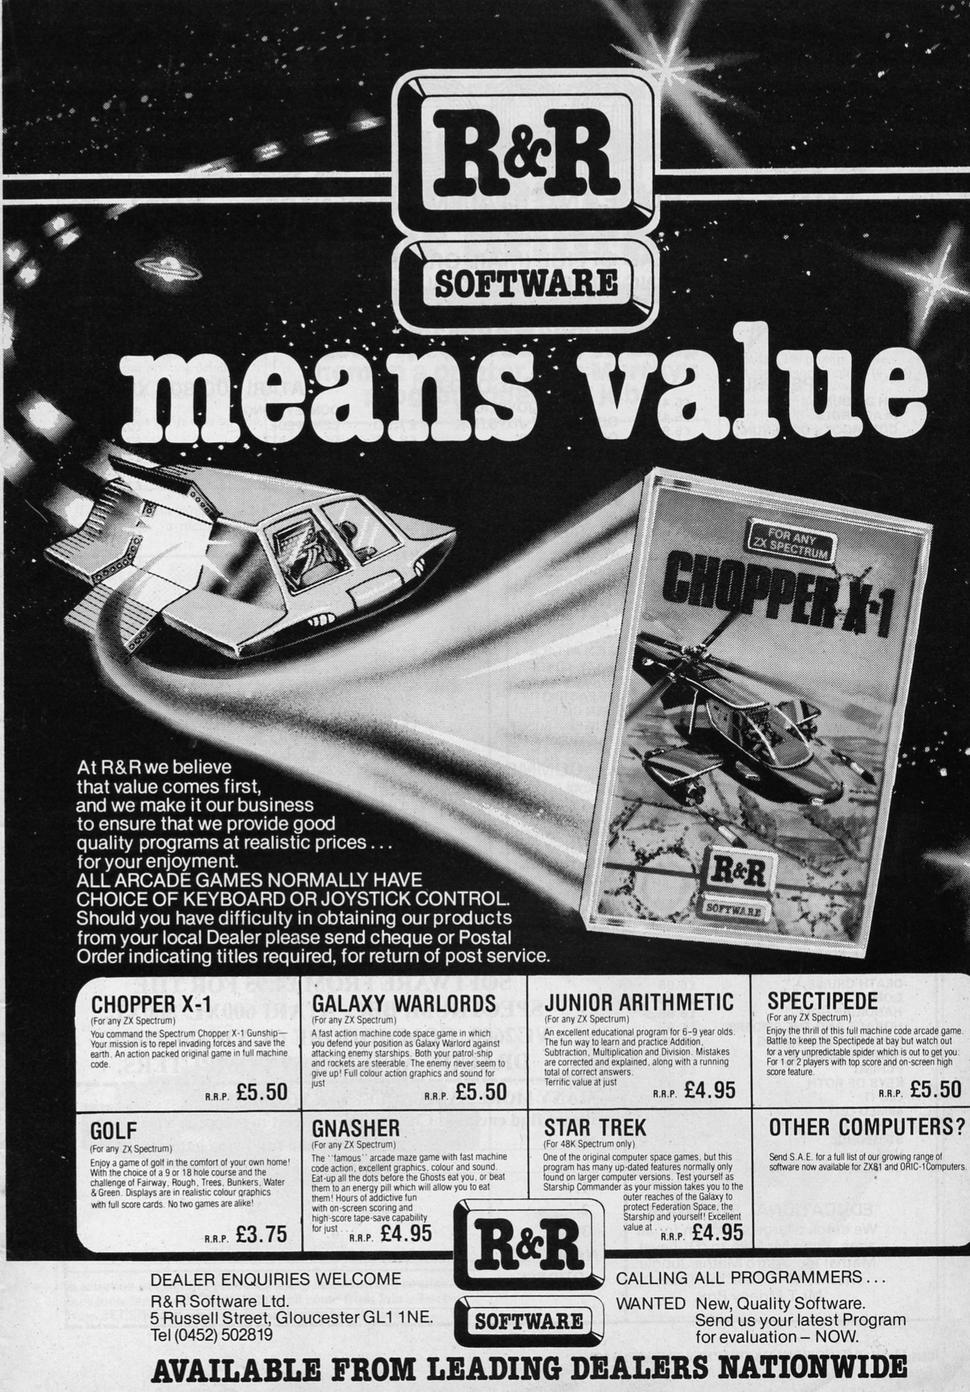 R&R
SOFTWARE
means value
FOR ANY
ZX SPECTRUM
CHOPPER X-1
R&R
SOFTWARE
At R&R we believe
that value comes first,
and we make it our business
to ensure that we provide good
quality programs at realistic prices . . .
for your enjoyment.
ALL ARCADE GAMES NORMALLY HAVE
CHOICE OF KEYBOARD OR JOYSTICK CONTROL.
Should you have difficulty in obtaining our products
from your local Dealer please send cheque or Postal
Order indicating titles required, for return of post service.
CHOPPER X-1
(For any ZX Spectrum)
You command the Spectrum Chopper X-1 Gunship—
Your mission is to repel invading forces and save the
earth. An action packed original game in full machine
code.
R.R.P. £5.50
GALAXY WARLORDS
(For any ZX Spectrum)
A fast action machine code space game in which
you defend your position as Galaxy Warlord against
attacking enemy starships. Both your patrol-ship
and rockets are steerable. The enemy never seem to
give up! Full colour action graphics and sound for
just
R.R.P. £5.50
JUNIOR ARITHMETIC
(For any ZX Spectrum)
An excellent educational program for 6-9 year olds.
The fun way to learn and practice Addition,
Subtraction, Multiplication and Division. Mistakes
are corrected and explained, along with a running
total of correct answers.
Terrific value at just
R.R.P. £4.95
SPECTIPEDE
(For any ZX Spectrum)
Enjoy the thrill of this full machine code arcade game.
Battle to keep the Spectipede at bay but watch out
for a very unpredictable spider which is out to get you.
For 1 or 2 players with top score and on-screen high
score feature.
R.R.P. £5.50
GOLF
(For any ZX Spectrum)
Enjoy a game of golf in the comfort of your own home!
With the choice of a 9 or 18 hole course and the
challenge of Fairway, Rough, Trees, Bunkers, Water
& Green. Displays are in realistic colour graphics
with full score cards. No two games are alike!
R.R.P. £3.75
GNASHER
(For any ZX Spectrum)
The "famous" arcade maze game with fast machine
code action, excellent graphics, colour and sound.
Eat-up all the dots before the Ghosts eat you, or beat
them to an energy pill which will allow you to eat
them! Hours of addictive fun
with on-screen scoring and
high-score tape-save capability
for just . . .
R.R.P. £4.95
STAR TREK
(For 48K Spectrum only)
One of the original computer space games, but this
program has many up-dated features normally only
found on larger computer versions. Test yourself as
Starship Commander as your mission takes you to the
outer reaches of the Galaxy to
protect Federation Space, the
Starship and yourself! Excellent
value at . . .
R.R.P. £4.95
OTHER COMPUTERS?
Send S.A.E. for a full list of our growing range of
software now available for ZX81 and ORIC-1 Computers.
R&R
SOFTWARE
DEALER ENQUIRIES WELCOME
R&R Software Ltd.
5 Russell Street, Gloucester GL1 1NE.
Tel (0452) 502819
CALLING ALL PROGRAMMERS . . .
WANTED New, Quality Software.
Send us your latest Program
for evaluation – NOW.
AVAILABLE FROM LEADING DEALERS NATIONWIDE